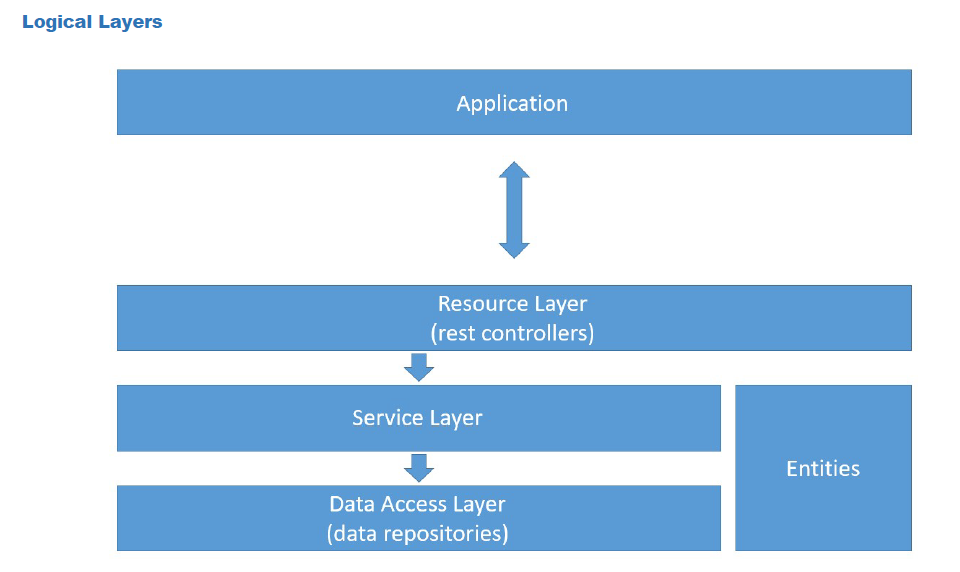 Logical Layers
Application
Resource Layer
(rest controllers)
Service Layer
Entities
Data Access Layer
(data repositories)